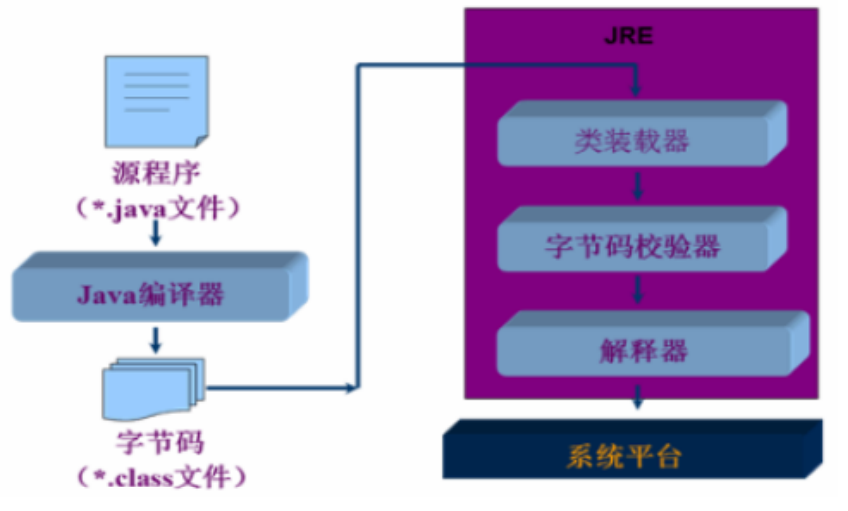 源程序
（*.java文件）
Java编译器
字节码
（*.class文件）
JRE
类装载器
字节码校验器
解释器
系统平台